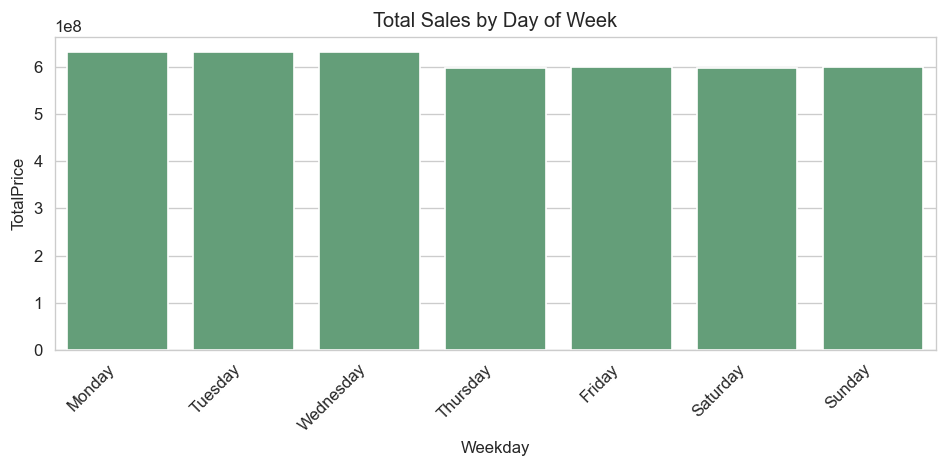 Total Sales by Day of Week
1e8
6
5
4
3
2
1
0
TotalPrice
Monday
Tuesday
Wednesday
Thursday
Friday
Saturday
Sunday
Weekday